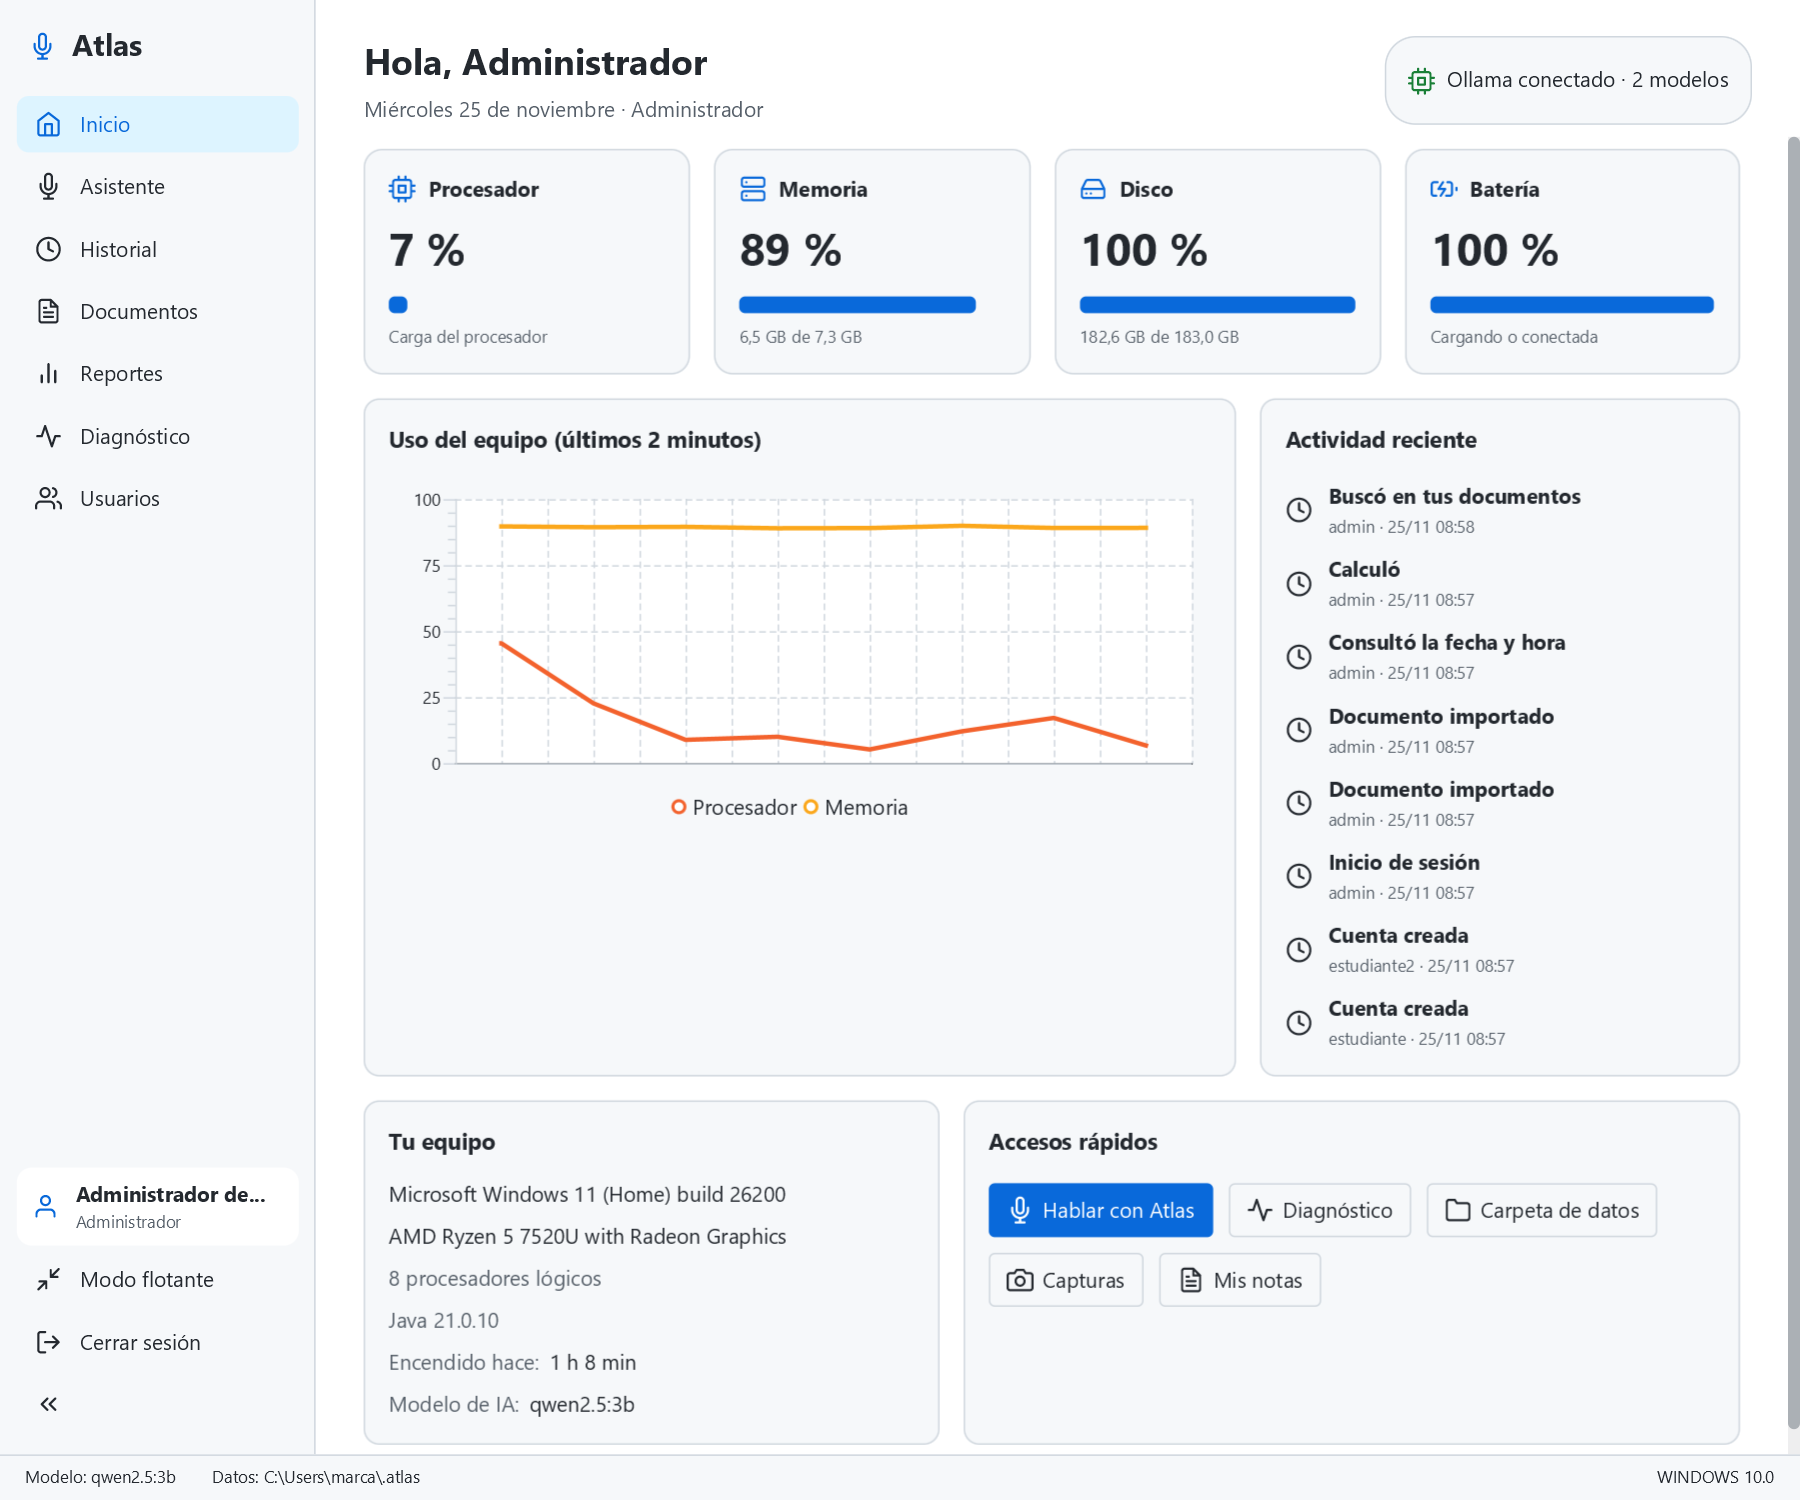 Atlas
Inicio
Asistente
Historial
Documentos
Reportes
Diagnóstico
Usuarios
Administrador de...
Administrador
Modo flotante
Cerrar sesión
Hola, Administrador
Miércoles 25 de noviembre · Administrador
Ollama conectado · 2 modelos
Procesador
7 %
Carga del procesador
Memoria
89 %
6,5 GB de 7,3 GB
Disco
100 %
182,6 GB de 183,0 GB
Batería
100 %
Cargando o conectada
Uso del equipo (últimos 2 minutos)
100
75
50
25
0
Procesador
Memoria
Actividad reciente
Buscó en tus documentos
admin · 25/11 08:58
Calculó
admin · 25/11 08:57
Consultó la fecha y hora
admin · 25/11 08:57
Documento importado
admin · 25/11 08:57
Documento importado
admin · 25/11 08:57
Inicio de sesión
admin · 25/11 08:57
Cuenta creada
estudiante2 · 25/11 08:57
Cuenta creada
estudiante · 25/11 08:57
Tu equipo
Microsoft Windows 11 (Home) build 26200
AMD Ryzen 5 7520U with Radeon Graphics
8 procesadores lógicos
Java 21.0.10
Encendido hace: 1 h 8 min
Modelo de IA: qwen2.5:3b
Accesos rápidos
Hablar con Atlas
Diagnóstico
Carpeta de datos
Capturas
Mis notas
Modelo: qwen2.5:3b
Datos: C:\Users\marca\.atlas
WINDOWS 10.0